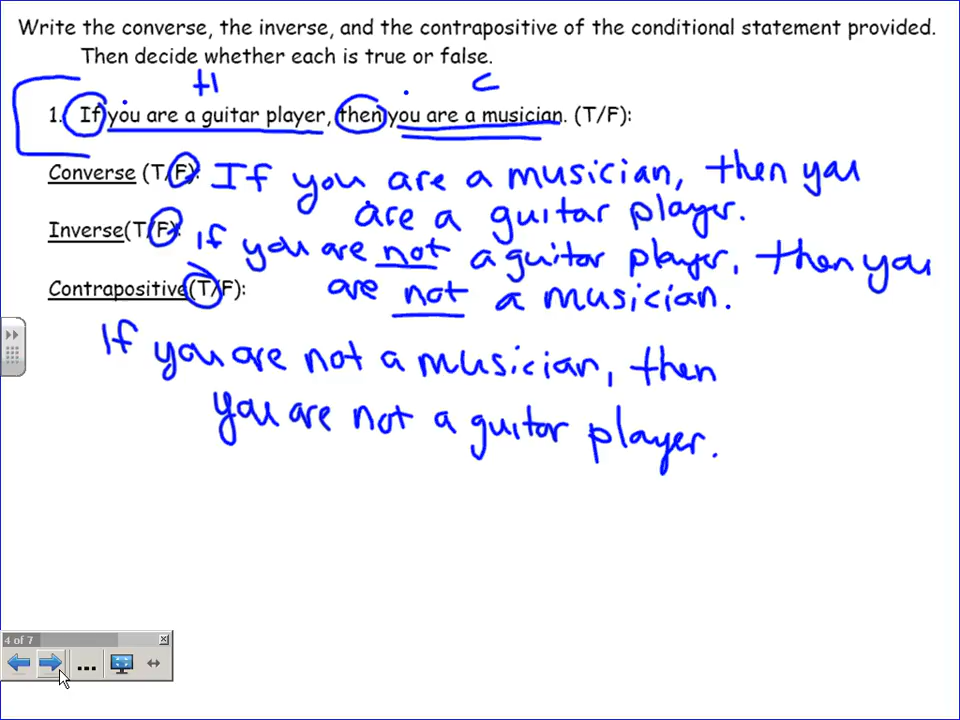 Write the converse, the inverse, and the contrapositive of the conditional statement provided.
Then decide whether each is true or false.
H C
1. If you are a guitar player, then you are a musician. (T/F):
Converse (T/F): If you are a musician, then you
are a guitar player.
Inverse(T/F): If you are not a guitar player, then you
are not a musician.
Contrapositive(T/F):
If you are not a musician, then
you are not a guitar player.
4 of 7